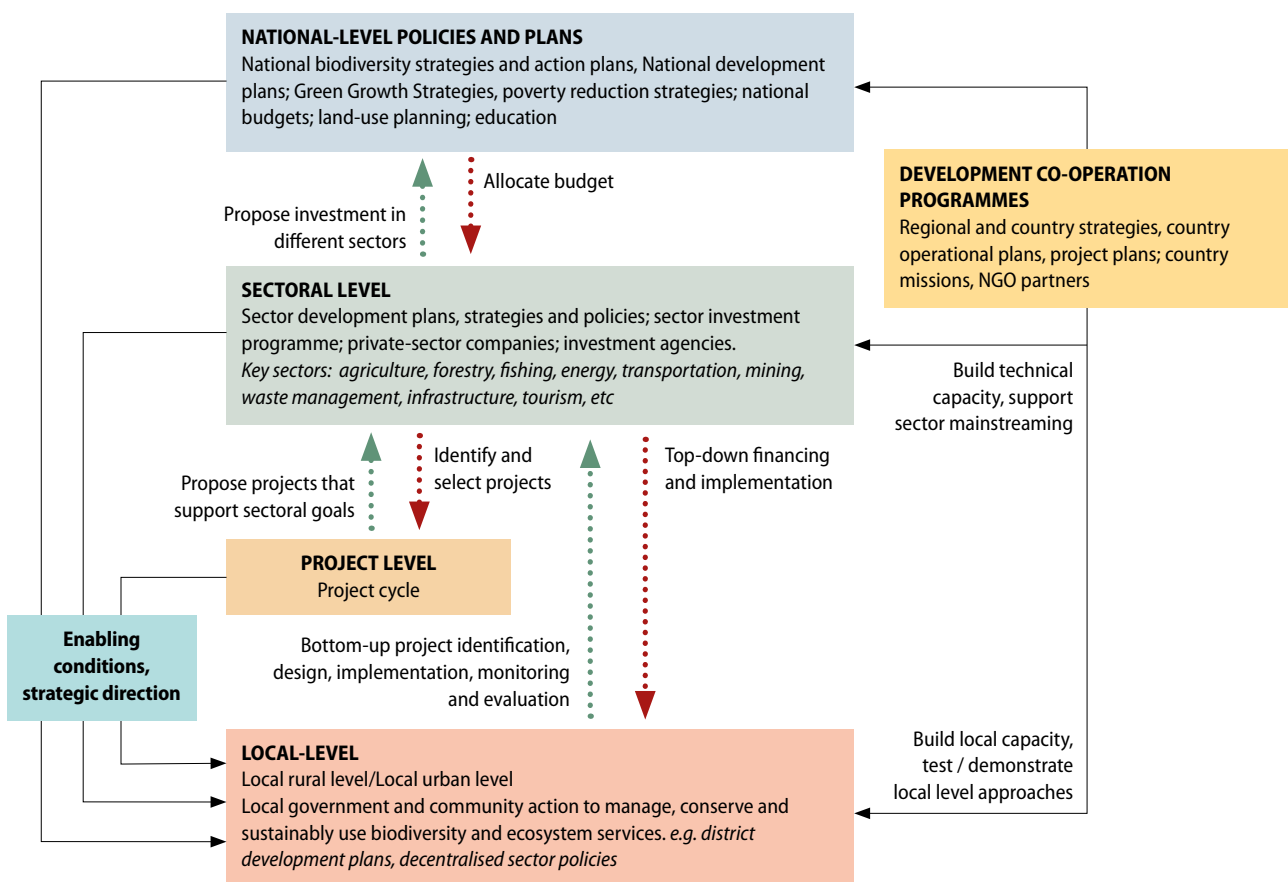 NATIONAL-LEVEL POLICIES AND PLANS
National biodiversity strategies and action plans, National development
plans; Green Growth Strategies, poverty reduction strategies; national
budgets; land-use planning; education
DEVELOPMENT CO-OPERATION
PROGRAMMES
Regional and country strategies, country
operational plans, project plans; country
missions, NGO partners
Allocate budget
Propose investment in
different sectors
SECTORAL LEVEL
Sector development plans, strategies and policies; sector investment
programme; private-sector companies; investment agencies.
Key sectors: agriculture, forestry, fishing, energy, transportation, mining,
waste management, infrastructure, tourism, etc
Build technical
capacity, support
sector mainstreaming
Propose projects that
support sectoral goals
Identify and
select projects
Top-down financing
and implementation
PROJECT LEVEL
Project cycle
Enabling
conditions,
strategic direction
Bottom-up project identification,
design, implementation, monitoring
and evaluation
LOCAL-LEVEL
Local rural level/Local urban level
Local government and community action to manage, conserve and
sustainably use biodiversity and ecosystem services. e.g. district
development plans, decentralised sector policies
Build local capacity,
test / demonstrate
local level approaches